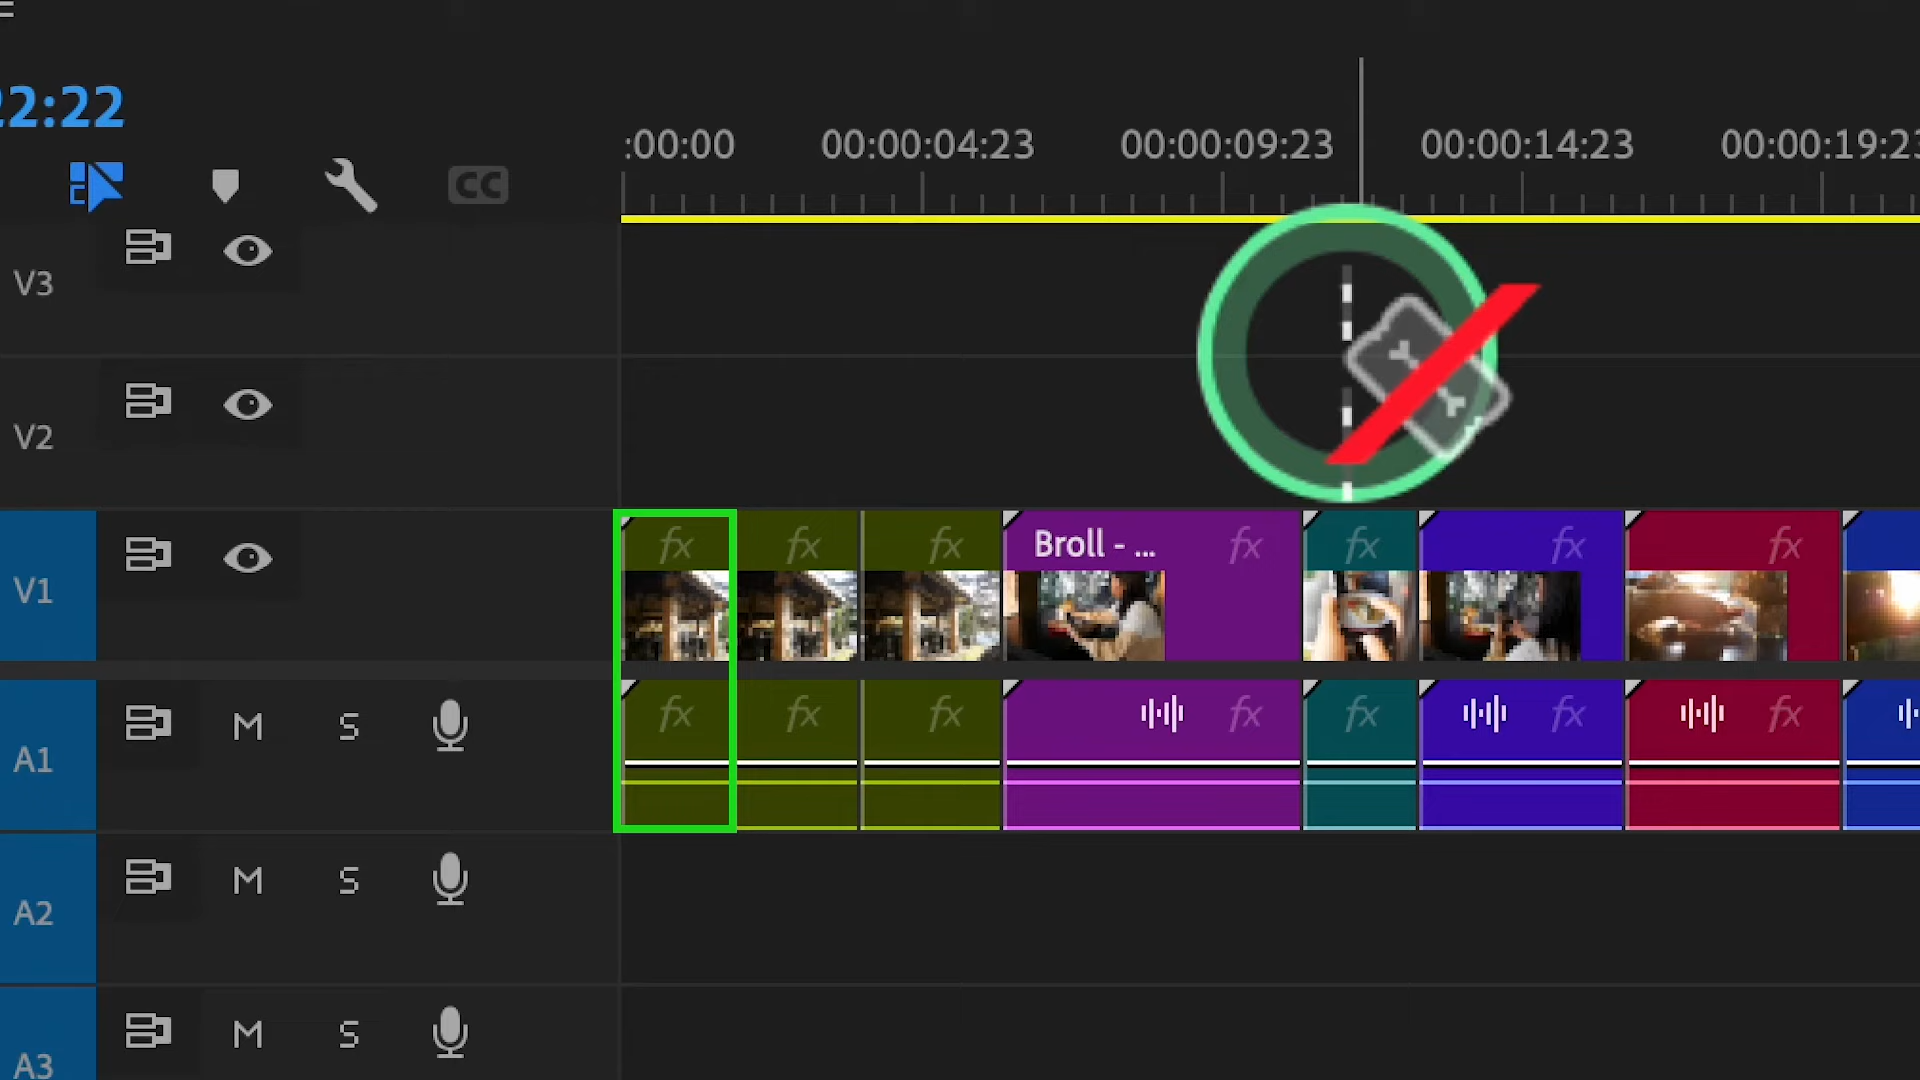 22:22
:00:00 00:00:04:23 00:00:09:23 00:00:14:23 00:00:19:23
CC
V3
V2
V1 fx fx fx Broll - ... fx fx fx fx
A1 M S fx fx fx fx fx fx fx
A2 M S
A3 M S